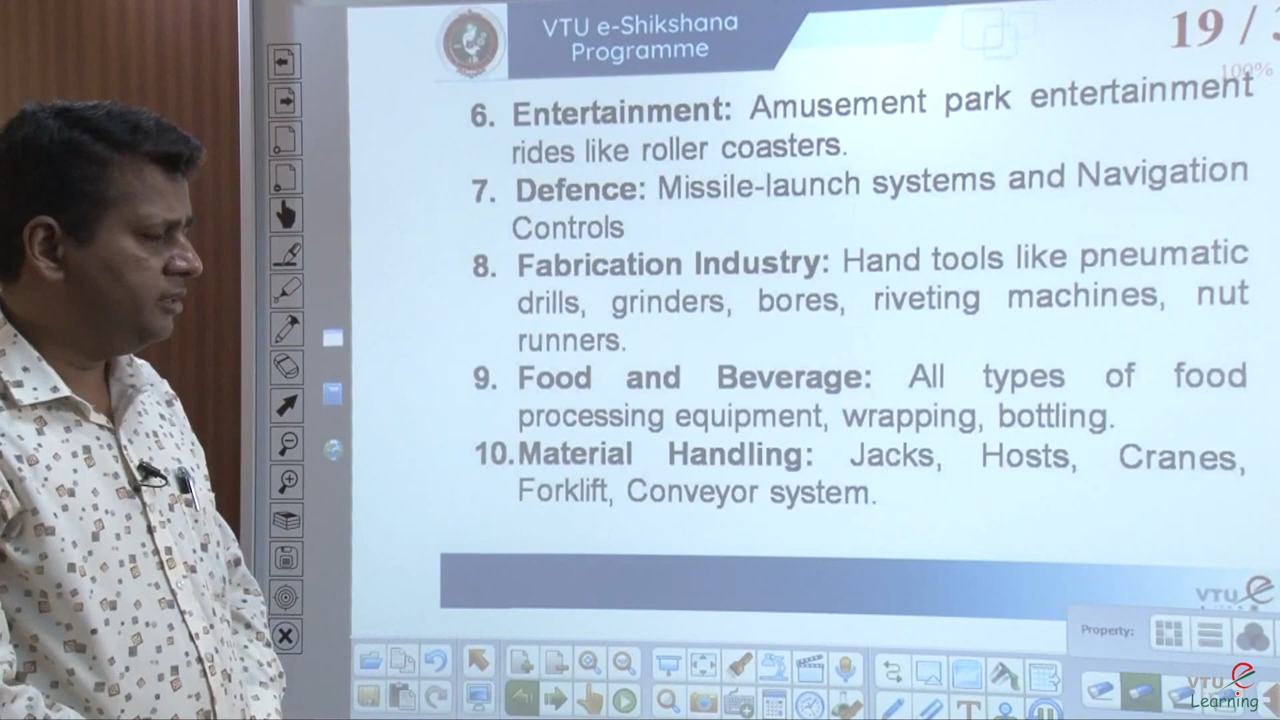 VTU e-Shikshana
Programme
19 /
100%
6. Entertainment: Amusement park entertainment
rides like roller coasters.
7. Defence: Missile-launch systems and Navigation
Controls
8. Fabrication Industry: Hand tools like pneumatic
drills, grinders, bores, riveting machines, nut
runners.
9. Food and Beverage: All types of food
processing equipment, wrapping, bottling.
10. Material Handling: Jacks, Hosts, Cranes,
Forklift, Conveyor system.
VTU e
Property:
VTU e
Learning